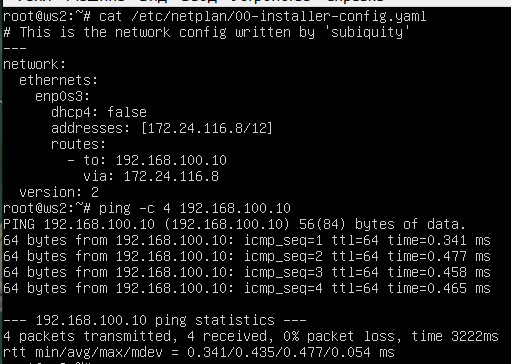 root@ws2:~# cat /etc/netplan/00-installer-config.yaml
# This is the network config written by 'subiquity'
---
network:
  ethernets:
    enp0s3:
      dhcp4: false
      addresses: [172.24.116.8/12]
      routes:
        - to: 192.168.100.10
          via: 172.24.116.8
  version: 2
root@ws2:~# ping -c 4 192.168.100.10
PING 192.168.100.10 (192.168.100.10) 56(84) bytes of data.
64 bytes from 192.168.100.10: icmp_seq=1 ttl=64 time=0.341 ms
64 bytes from 192.168.100.10: icmp_seq=2 ttl=64 time=0.477 ms
64 bytes from 192.168.100.10: icmp_seq=3 ttl=64 time=0.458 ms
64 bytes from 192.168.100.10: icmp_seq=4 ttl=64 time=0.465 ms

--- 192.168.100.10 ping statistics ---
4 packets transmitted, 4 received, 0% packet loss, time 3222ms
rtt min/avg/max/mdev = 0.341/0.435/0.477/0.054 ms